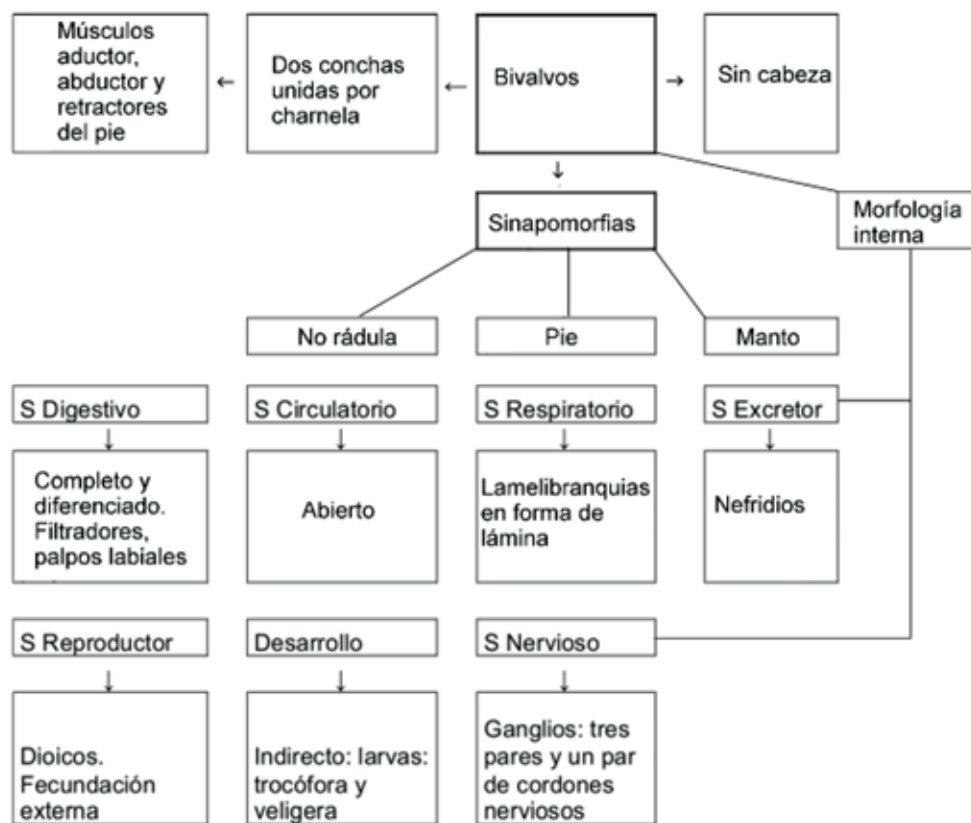 Músculos
aductor,
abductor y
retractores
del pie
←
Dos conchas
unidas por
charnela
←
Bivalvos
→
Sin cabeza
↓
Sinapomorfias
Morfología
interna
No rádula
Pie
Manto
S Digestivo
S Circulatorio
S Respiratorio
S Excretor
↓
↓
↓
↓
Completo y
diferenciado.
Filtradores,
palpos labiales
Abierto
Lamelibranquias
en forma de
lámina
Nefridios
S Reproductor
Desarrollo
S Nervioso
↓
↓
↓
Dioicos.
Fecundación
externa
Indirecto: larvas:
trocófora y
veligera
Ganglios: tres
pares y un par
de cordones
nerviosos